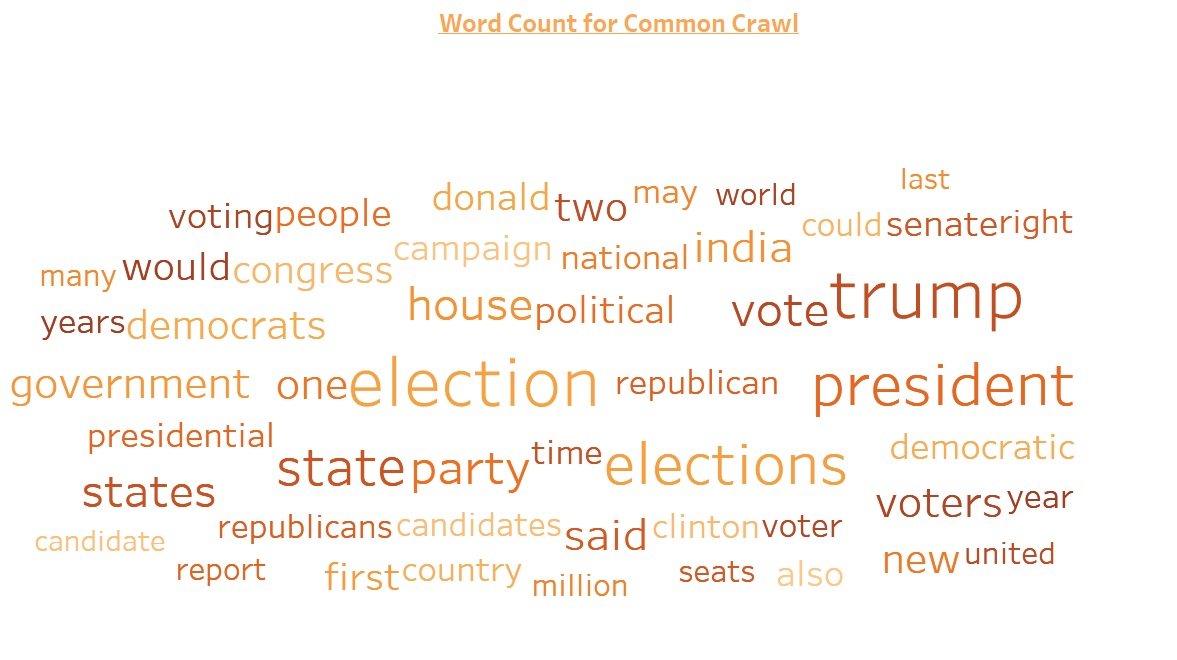 Word Count for Common Crawl
last
donald two may world
voting people could senate right
campaign national india
many would congress
house political vote trump
years democrats
government one election republican president
presidential time democratic
state party elections
states voters year
republicans candidates said clinton voter
candidate new united
report first country million seats also